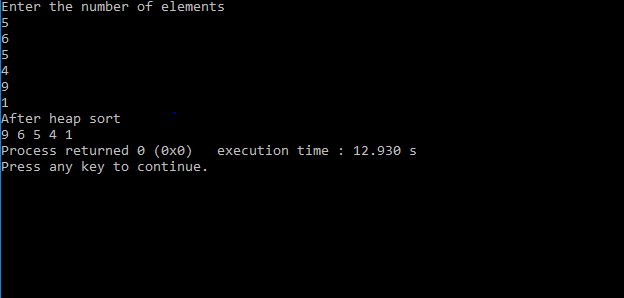 Enter the number of elements
5
6
5
4
9
1
After heap sort
9 6 5 4 1
Process returned 0 (0x0)   execution time : 12.930 s
Press any key to continue.